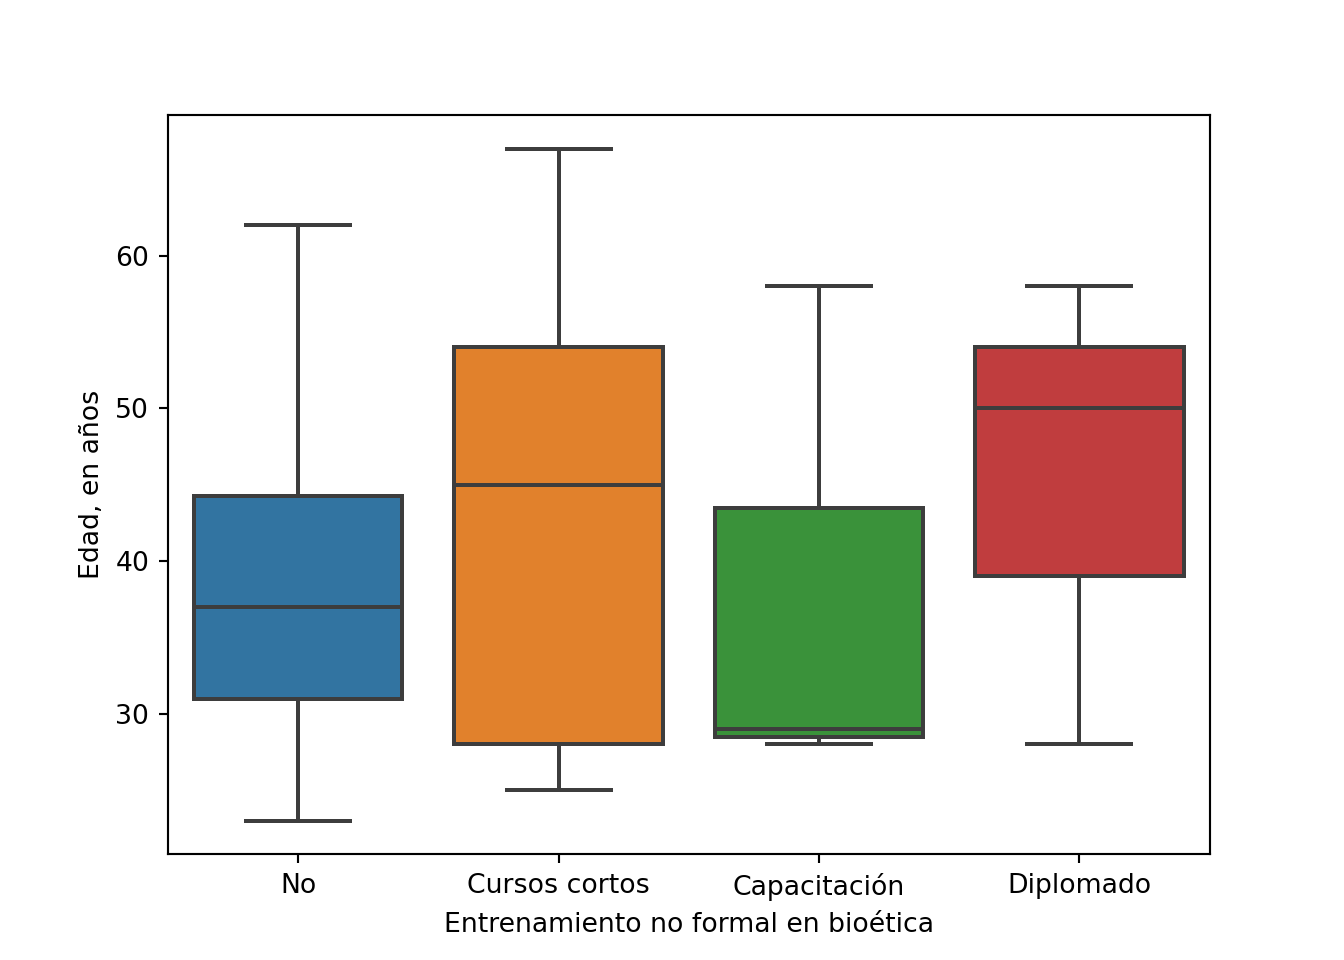 Edad, en años
60
50
40
30
No
Cursos cortos
Capacitación
Diplomado
Entrenamiento no formal en bioética